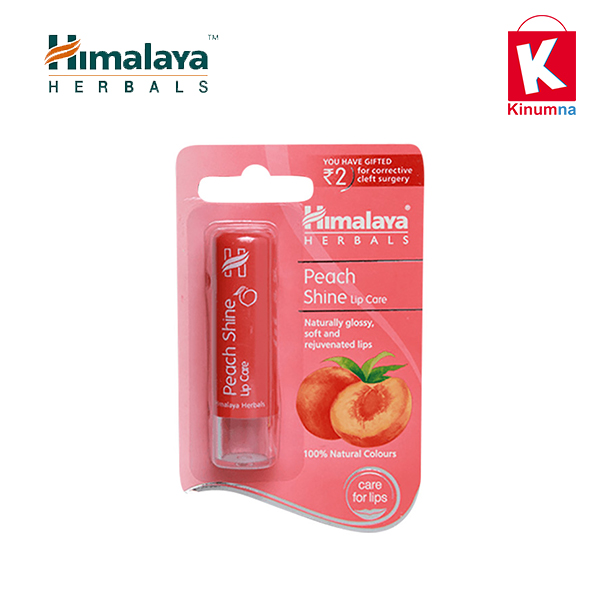 Himalaya™
HERBALS
K
Kinumna
YOU HAVE GIFTED
₹2 for corrective
cleft surgery
Himalaya®
HERBALS
Peach
Shine Lip Care
Naturally glossy,
soft and
rejuvenated lips
100% Natural Colours
care
for lips
H
Peach Shine
Lip Care
Himalaya Herbals